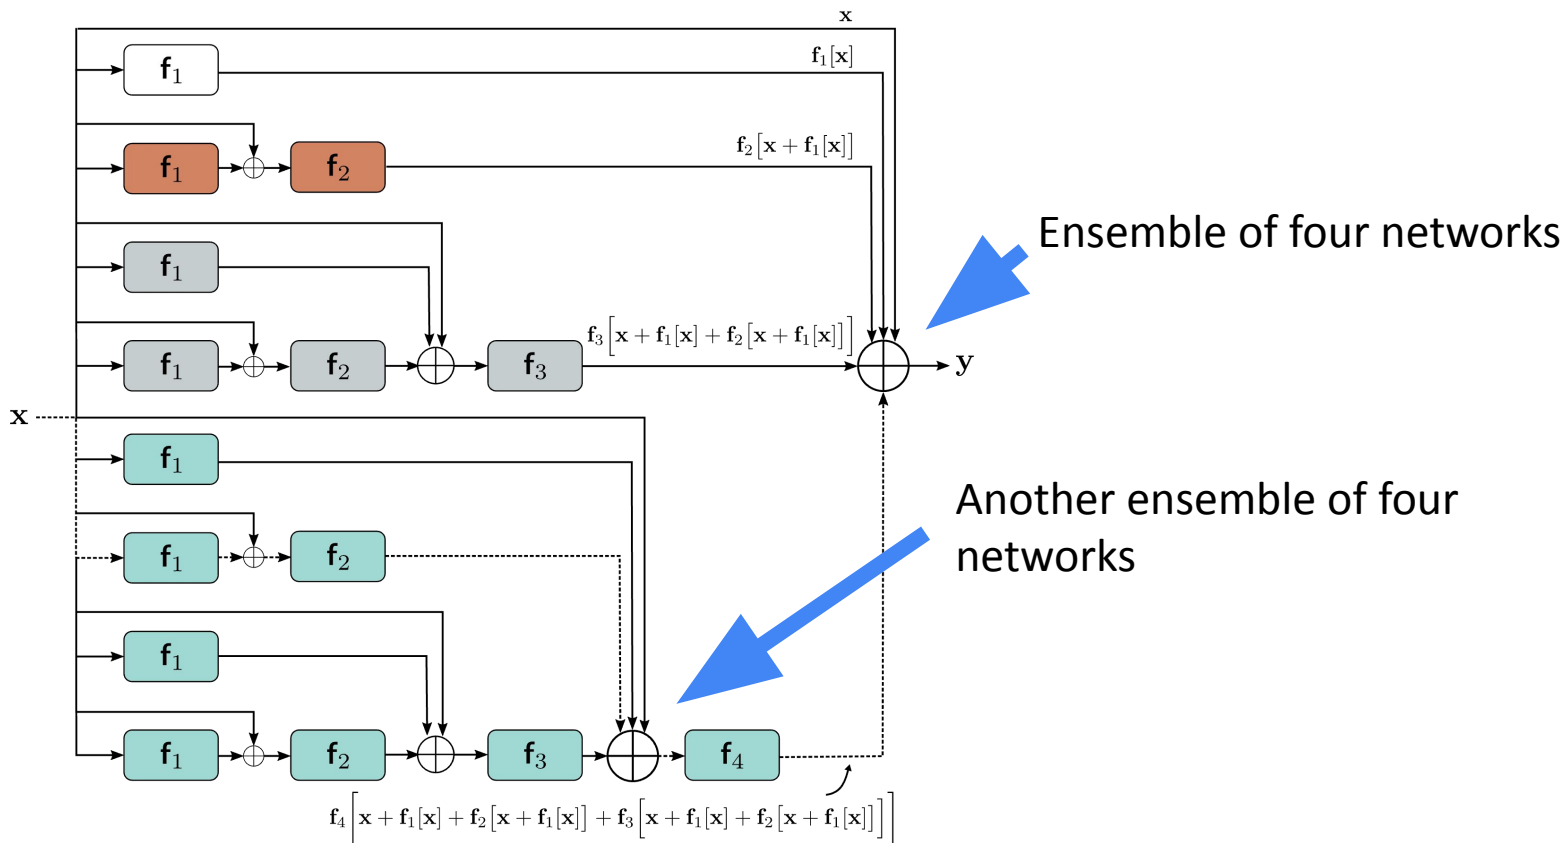 x
f₁
f₁[x]
f₁
f₂
f₂[x + f₁[x]]
Ensemble of four networks
f₁
f₁
f₂
f₃
f₃[x + f₁[x] + f₂[x + f₁[x]]]
y
x
f₁
Another ensemble of four
networks
f₁
f₂
f₁
f₁
f₂
f₃
f₄
f₄[x + f₁[x] + f₂[x + f₁[x]] + f₃[x + f₁[x] + f₂[x + f₁[x]]]]